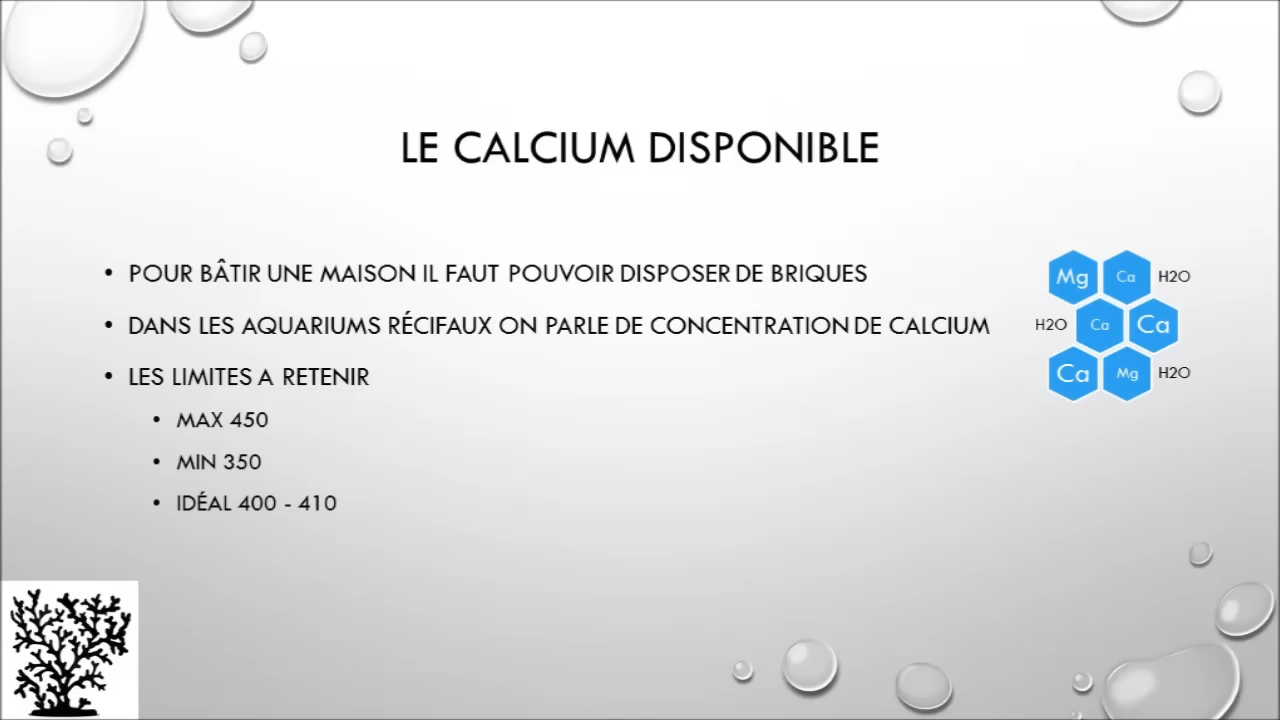 LE CALCIUM DISPONIBLE
• POUR BÂTIR UNE MAISON IL FAUT POUVOIR DISPOSER DE BRIQUES
• DANS LES AQUARIUMS RÉCIFAUX ON PARLE DE CONCENTRATION DE CALCIUM
• LES LIMITES A RETENIR
• MAX 450
• MIN 350
• IDÉAL 400 - 410
Mg Ca H2O
H2O Ca Ca
Ca Mg H2O